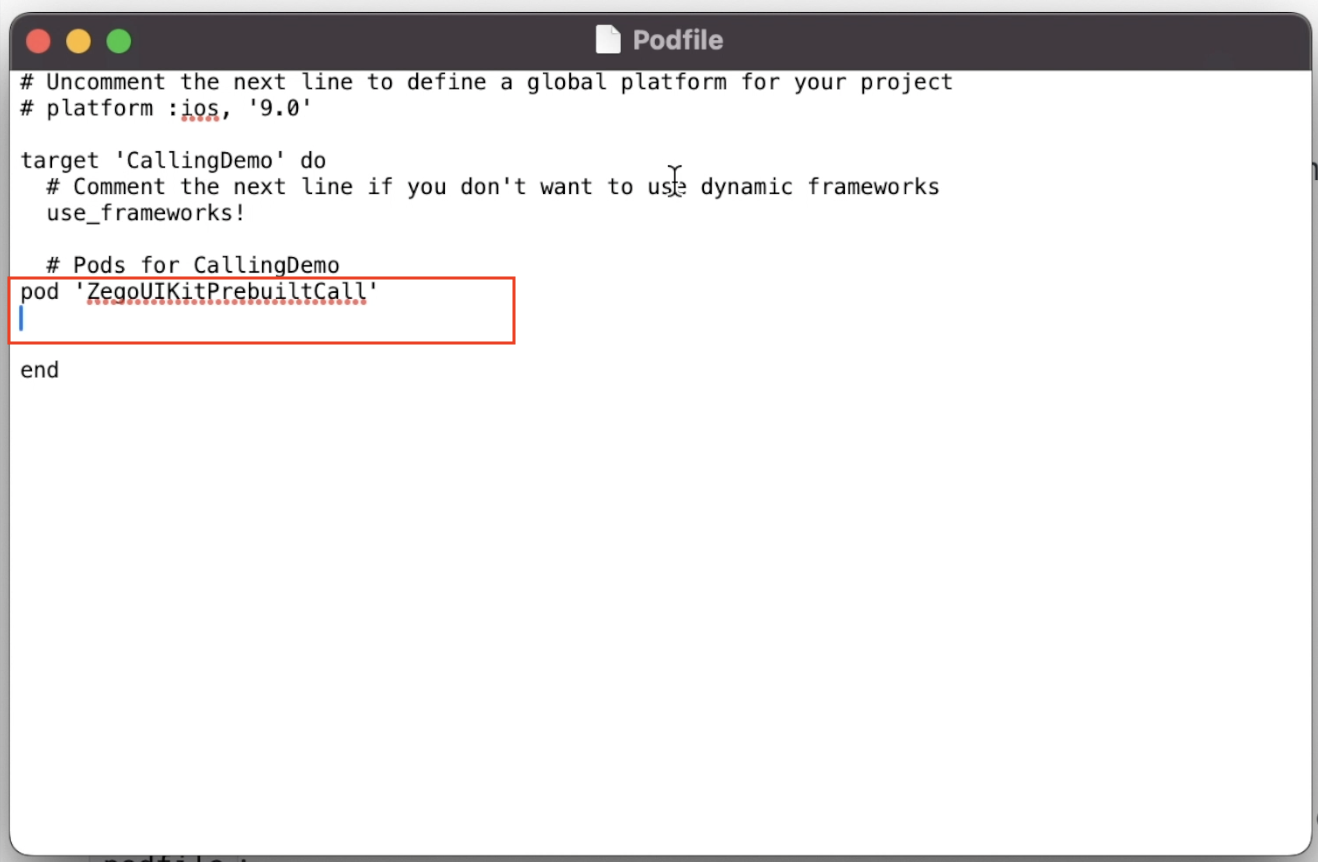 Podfile
# Uncomment the next line to define a global platform for your project
# platform :ios, '9.0'
target 'CallingDemo' do
# Comment the next line if you don't want to use dynamic frameworks
use_frameworks!
# Pods for CallingDemo
pod 'ZegoUIKitPrebuiltCall'
end